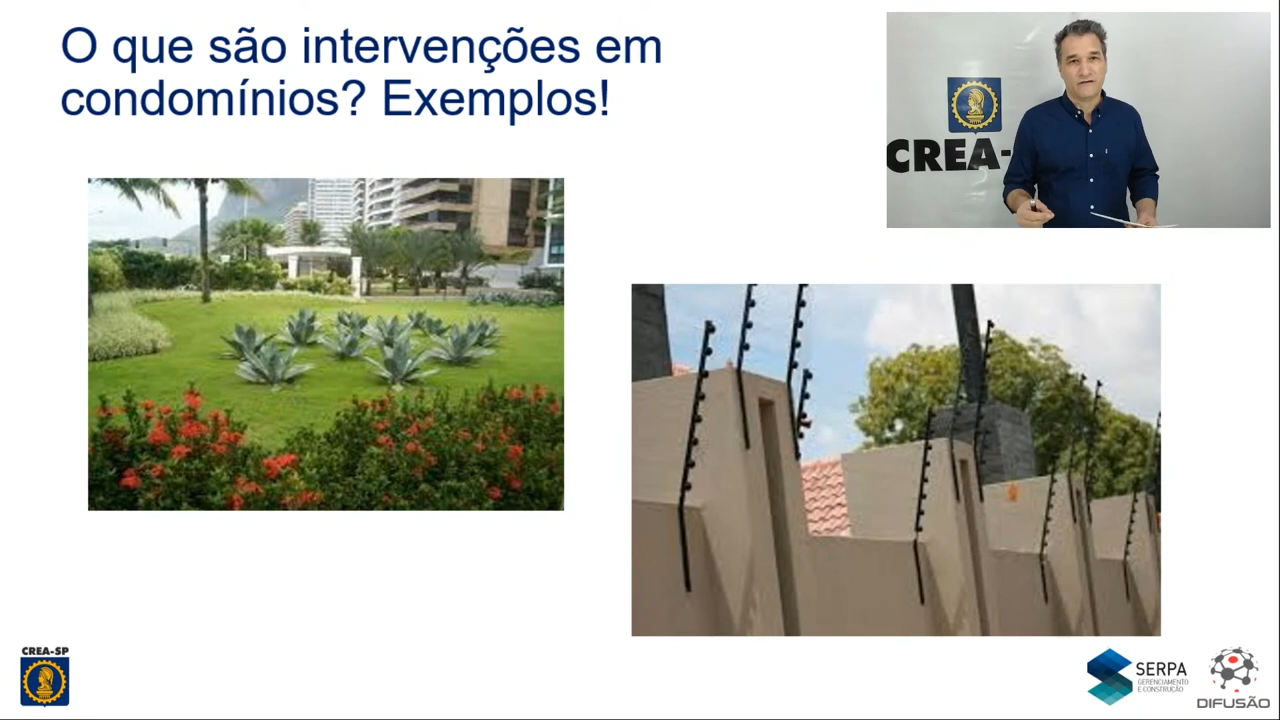 O que são intervenções em
condomínios? Exemplos!
CREA-
CREA-SP
SERPA
GERENCIAMENTO
E CONSTRUÇÃO
DIFUSÃO